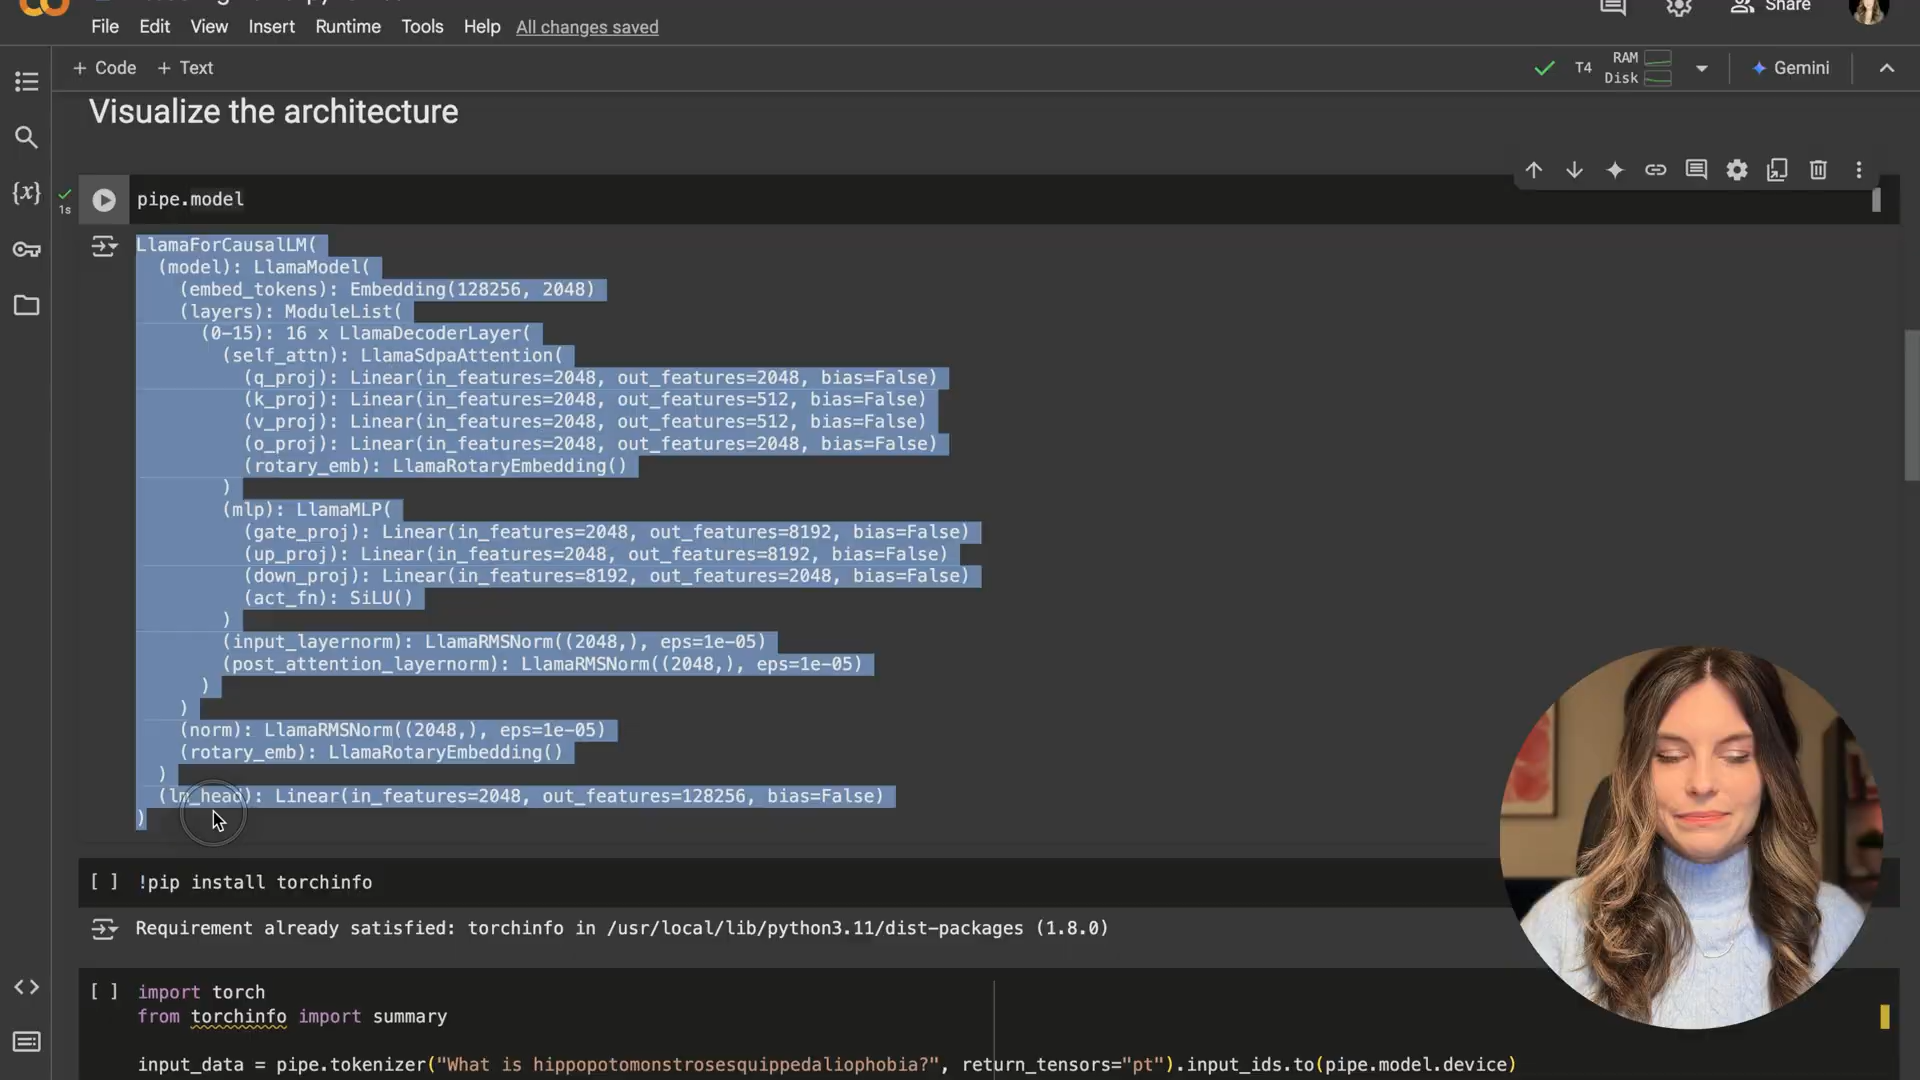 File Edit View Insert Runtime Tools Help All changes saved
Share
+ Code + Text
T4 RAM Disk
Gemini
Visualize the architecture
pipe.model
1s
LlamaForCausalLM(
  (model): LlamaModel(
    (embed_tokens): Embedding(128256, 2048)
    (layers): ModuleList(
      (0-15): 16 x LlamaDecoderLayer(
        (self_attn): LlamaSdpaAttention(
          (q_proj): Linear(in_features=2048, out_features=2048, bias=False)
          (k_proj): Linear(in_features=2048, out_features=512, bias=False)
          (v_proj): Linear(in_features=2048, out_features=512, bias=False)
          (o_proj): Linear(in_features=2048, out_features=2048, bias=False)
          (rotary_emb): LlamaRotaryEmbedding()
        )
        (mlp): LlamaMLP(
          (gate_proj): Linear(in_features=2048, out_features=8192, bias=False)
          (up_proj): Linear(in_features=2048, out_features=8192, bias=False)
          (down_proj): Linear(in_features=8192, out_features=2048, bias=False)
          (act_fn): SiLU()
        )
        (input_layernorm): LlamaRMSNorm((2048,), eps=1e-05)
        (post_attention_layernorm): LlamaRMSNorm((2048,), eps=1e-05)
      )
    )
    (norm): LlamaRMSNorm((2048,), eps=1e-05)
    (rotary_emb): LlamaRotaryEmbedding()
  )
  (lm_head): Linear(in_features=2048, out_features=128256, bias=False)
)
[ ] !pip install torchinfo
Requirement already satisfied: torchinfo in /usr/local/lib/python3.11/dist-packages (1.8.0)
[ ] import torch
from torchinfo import summary
input_data = pipe.tokenizer("What is hippopotomonstrosesquippedaliophobia?", return_tensors="pt").input_ids.to(pipe.model.device)